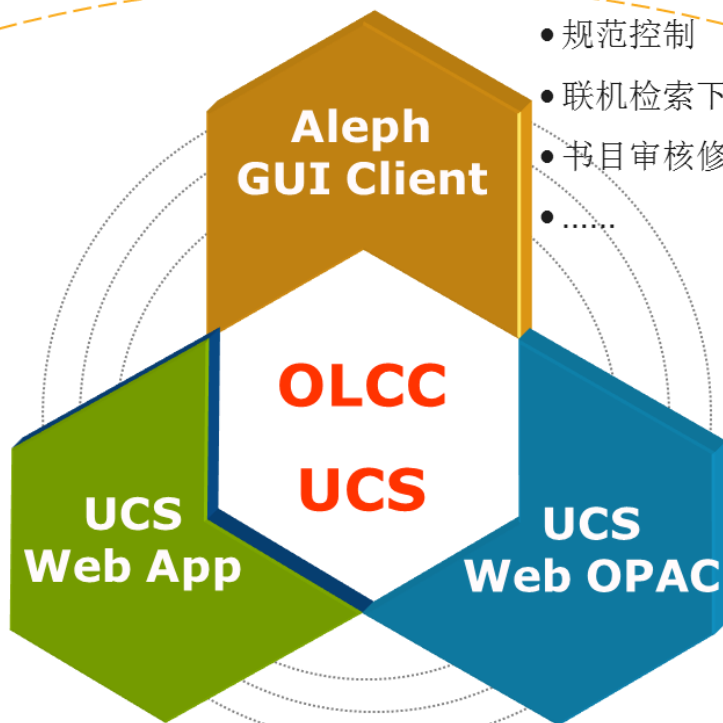 • 规范控制
• 联机检索下
• 书目审核修
• ......
Aleph
GUI Client
OLCC
UCS
UCS
Web App
UCS
Web OPAC